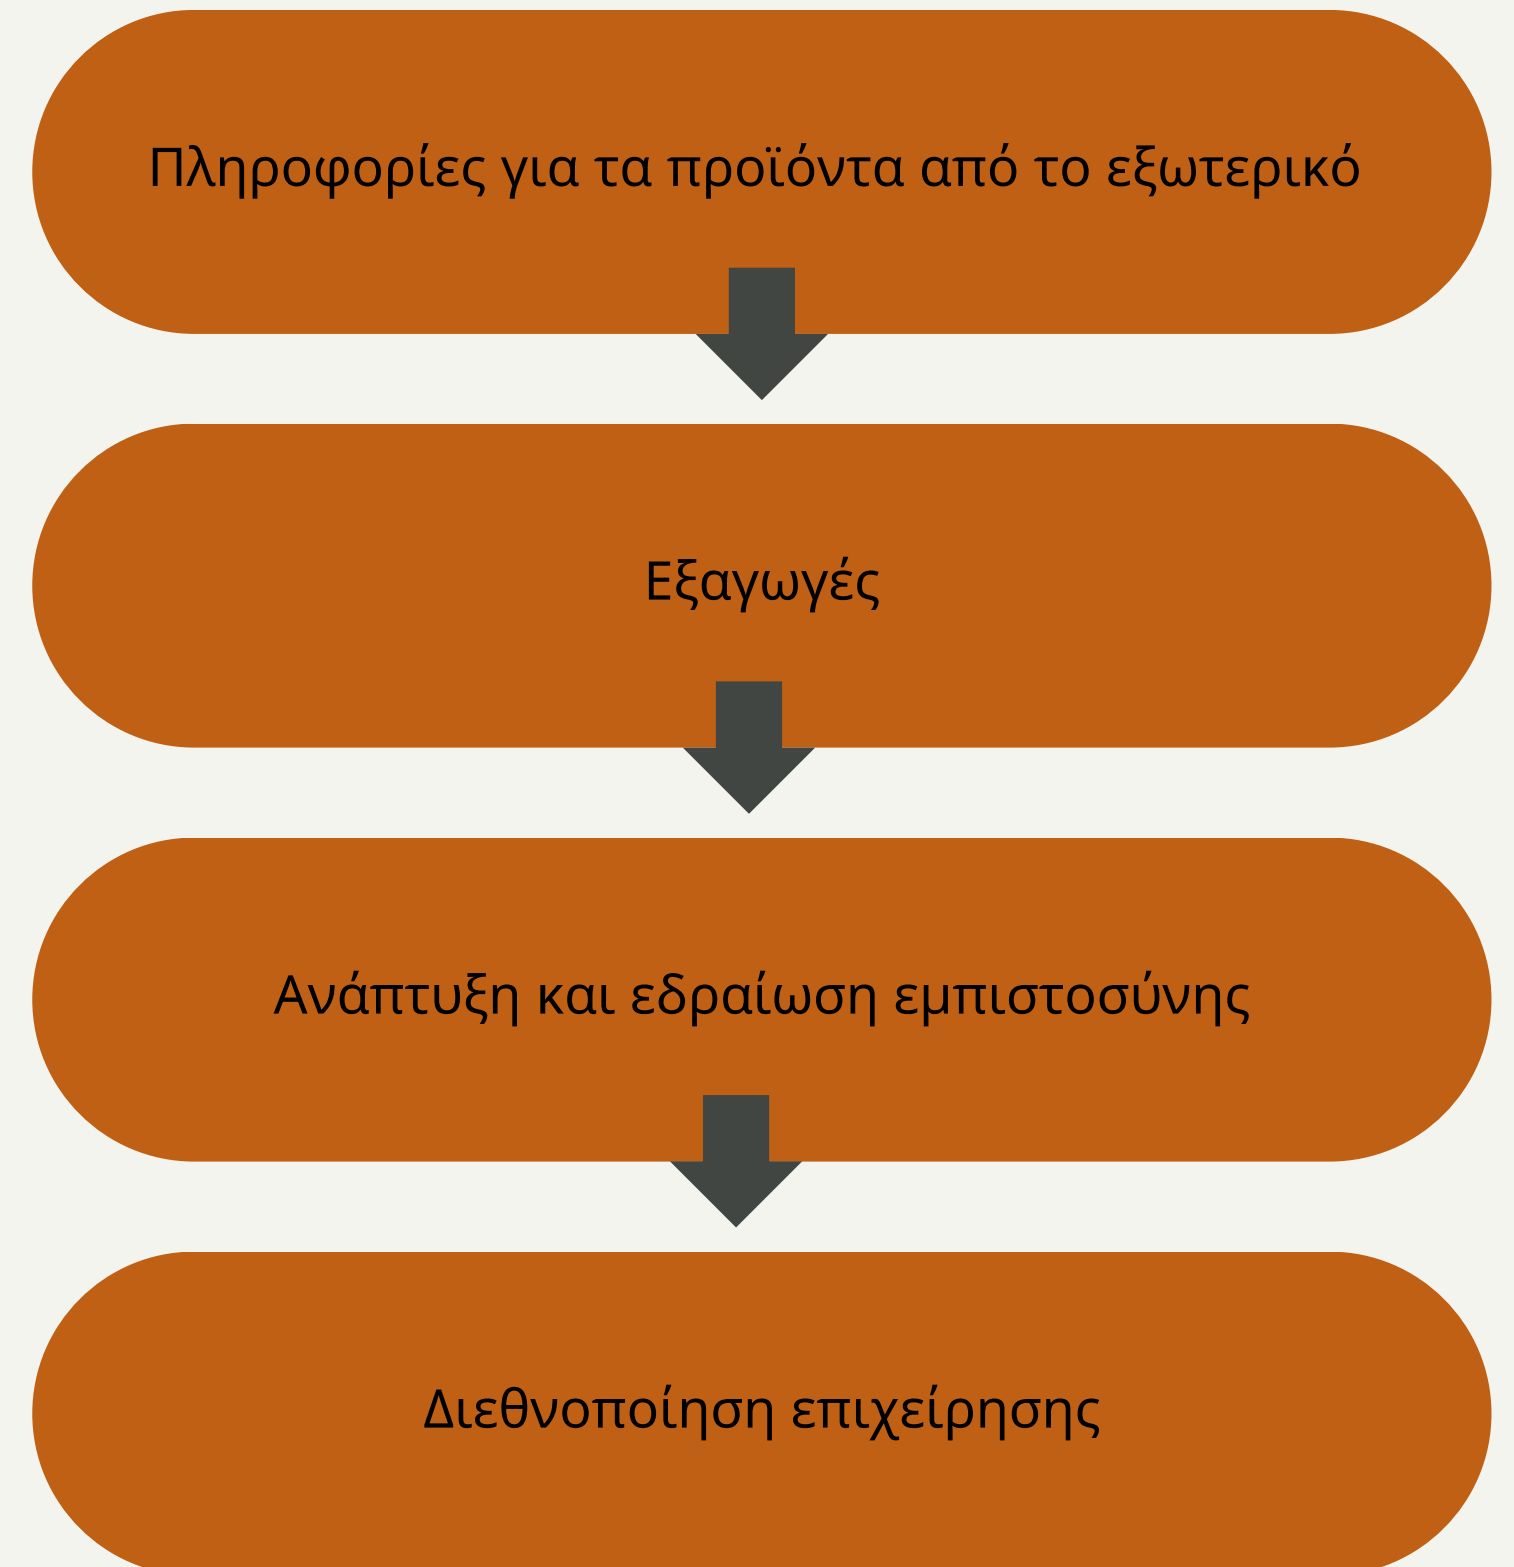 Πληροφορίες για τα προϊόντα από το εξωτερικό
Εξαγωγές
Ανάπτυξη και εδραίωση εμπιστοσύνης
Διεθνοποίηση επιχείρησης